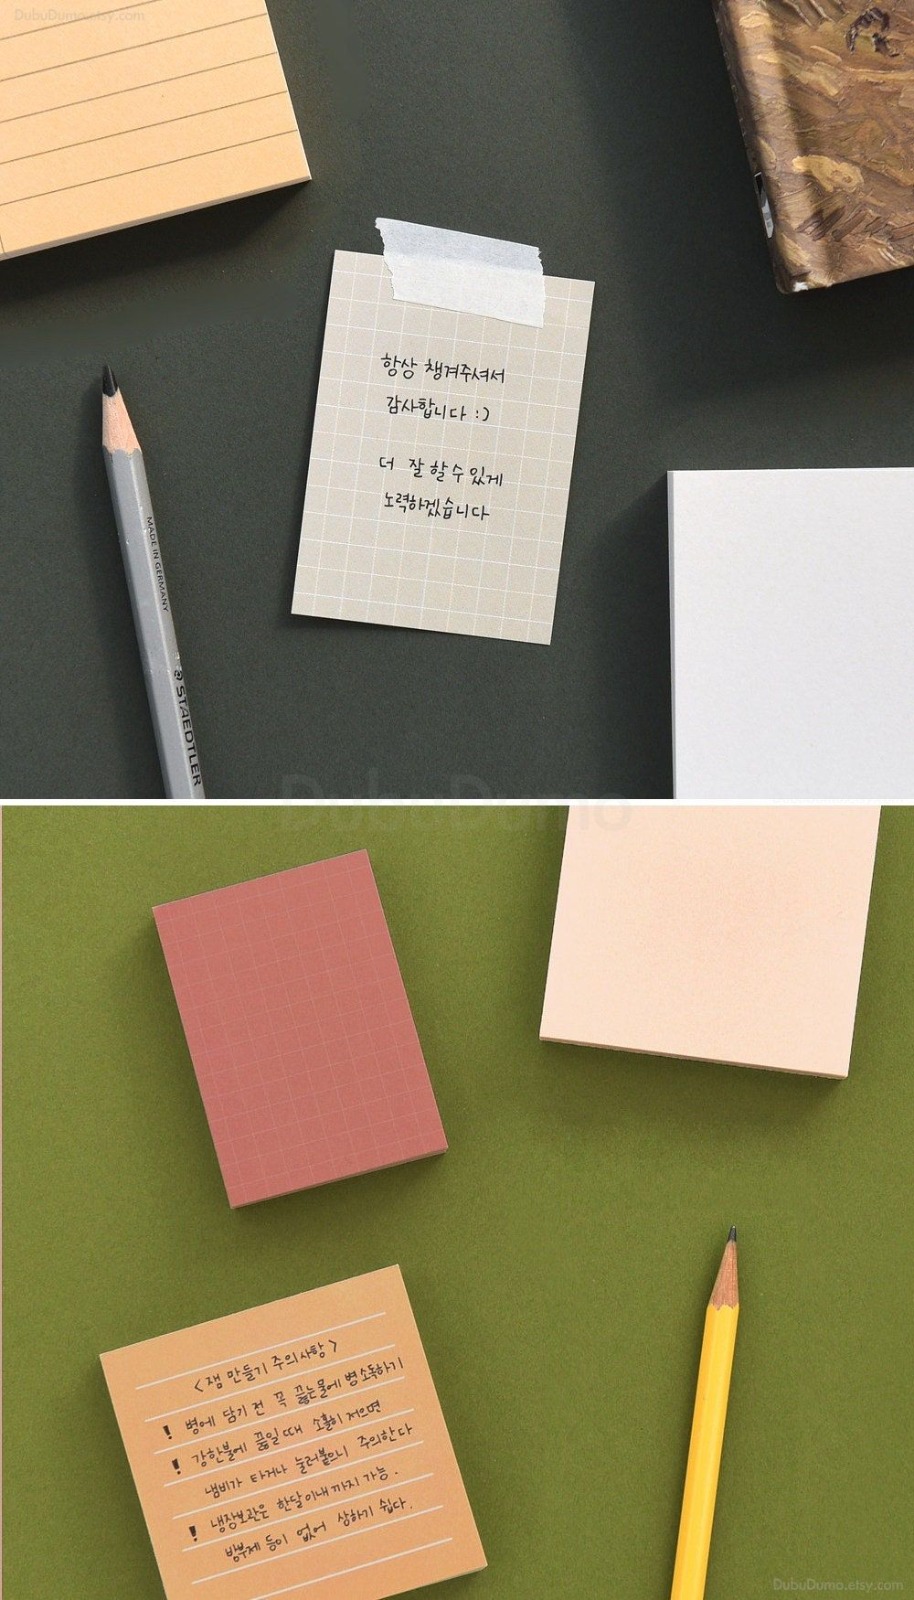 DubuDumo.etsy.com
항상 챙겨주셔서
감사합니다 :)
더 잘 할 수 있게
노력하겠습니다
MADE IN GERMANY
STAEDTLER
DubuDumo
<잼 만들기 주의사항>
! 병에 담기 전 꼭 끓는물에 병소독하기
! 강한불에 끓일때 소홀히 저으면
냄비가 타거나 눌러붙으니 주의한다
! 냉장보관은 한달이내까지 가능.
방부제 등이 없어 상하기 쉽다.
DubuDumo.etsy.com